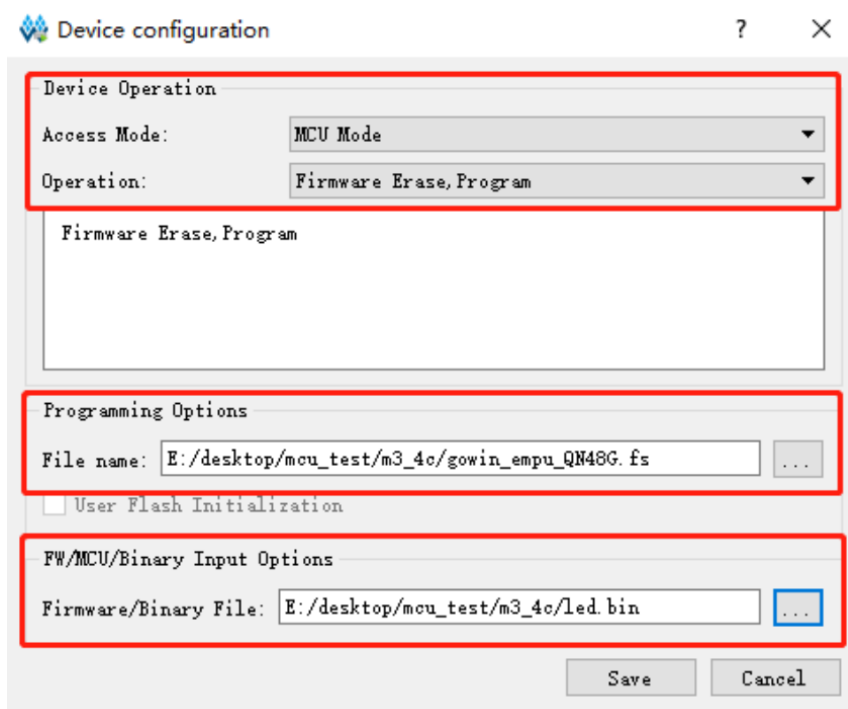 Device configuration
?
Device Operation
Access Mode:
MCU Mode
Operation:
Firmware Erase,Program
Firmware Erase,Program
Programming Options
File name:
E:/desktop/mcu_test/m3_4c/gowin_empu_QN48G.fs
...
User Flash Initialization
FW/MCU/Binary Input Options
Firmware/Binary File:
E:/desktop/mcu_test/m3_4c/led.bin
...
Save
Cancel